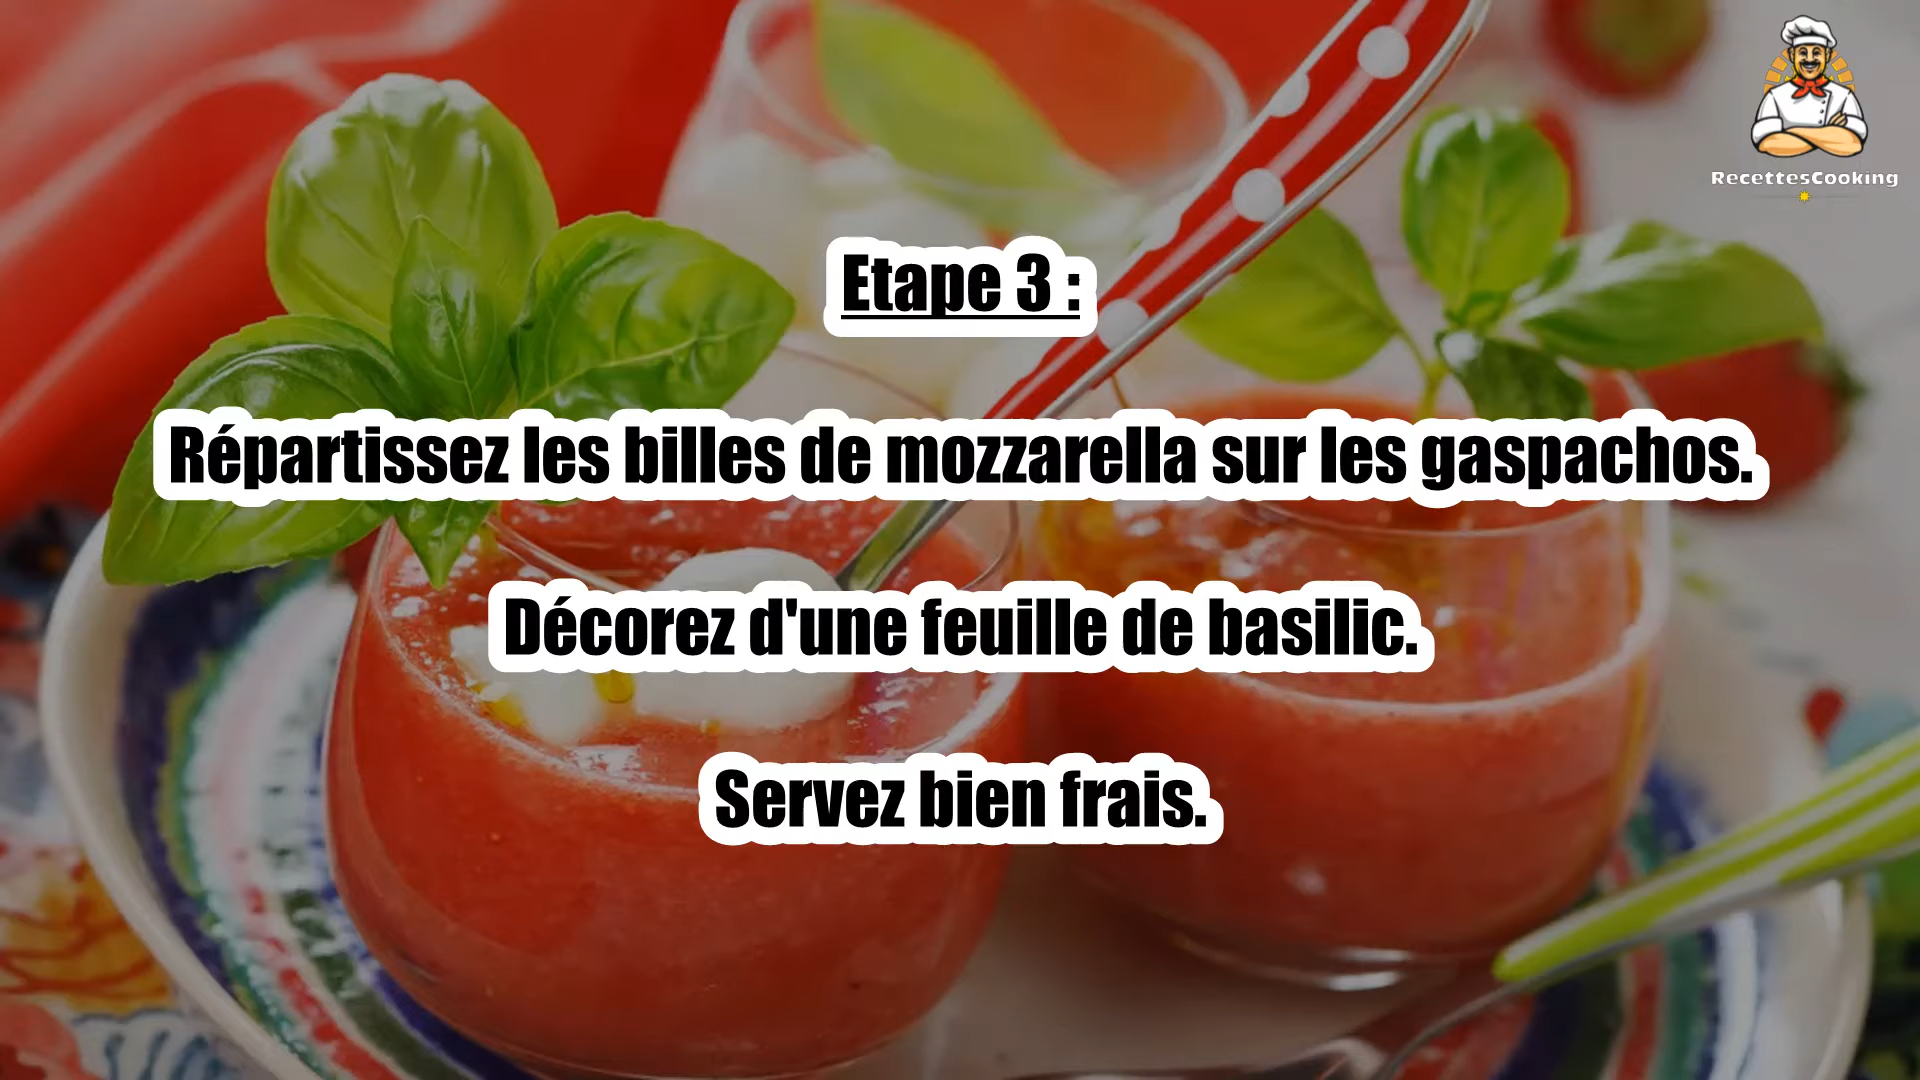 RecettesCooking
Etape 3 :
Répartissez les billes de mozzarella sur les gaspachos.
Décorez d'une feuille de basilic.
Servez bien frais.